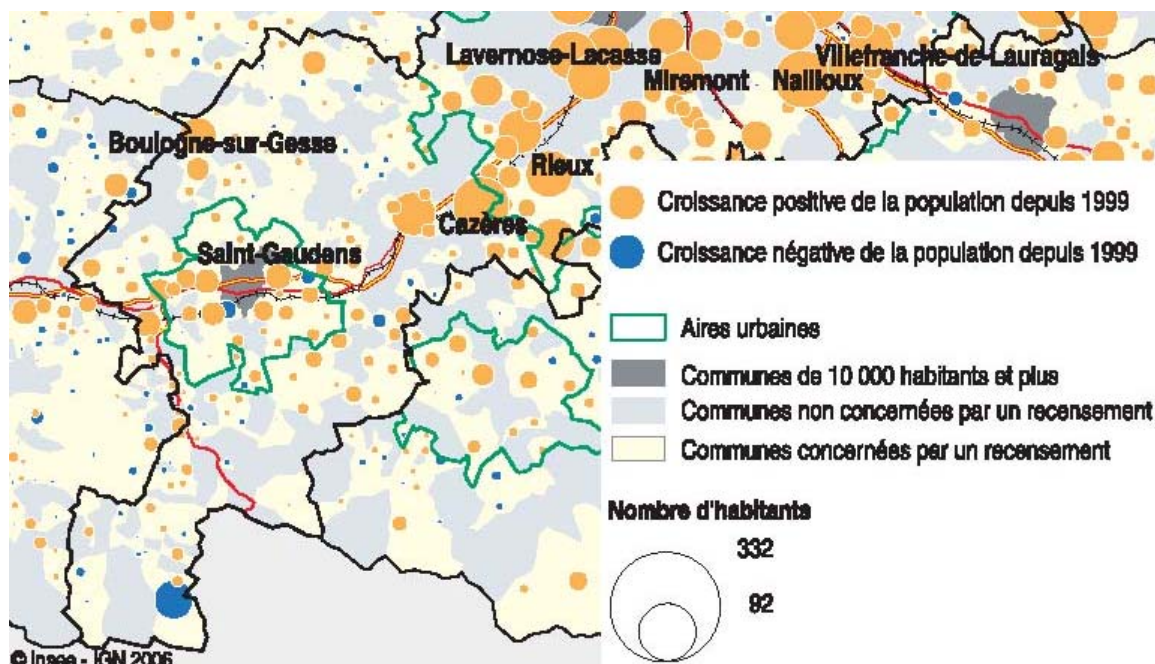 Lavernose-Lacasse
Villefranche-de-Lauragais
Miremont
Nailloux
Boulogne-sur-Gesse
Rieux
Cazères
Saint-Gaudens
Croissance positive de la population depuis 1999
Croissance négative de la population depuis 1999
Aires urbaines
Communes de 10 000 habitants et plus
Communes non concernées par un recensement
Communes concernées par un recensement
Nombre d'habitants
332
92
© Insee - IGN 2006